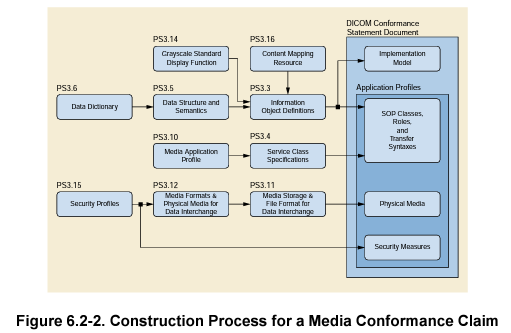 DICOM Conformance
Statement Document
PS3.14
Grayscale Standard
Display Function
PS3.16
Content Mapping
Resource
Implementation
Model
PS3.6
Data Dictionary
PS3.5
Data Structure and
Semantics
PS3.3
Information
Object Definitions
Application Profiles
SOP Classes,
Roles,
and
Transfer
Syntaxes
PS3.10
Media Application
Profile
PS3.4
Service Class
Specifications
PS3.15
Security Profiles
PS3.12
Media Formats &
Physical Media for
Data Interchange
PS3.11
Media Storage &
File Format for
Data Interchange
Physical Media
Security Measures
Figure 6.2-2. Construction Process for a Media Conformance Claim